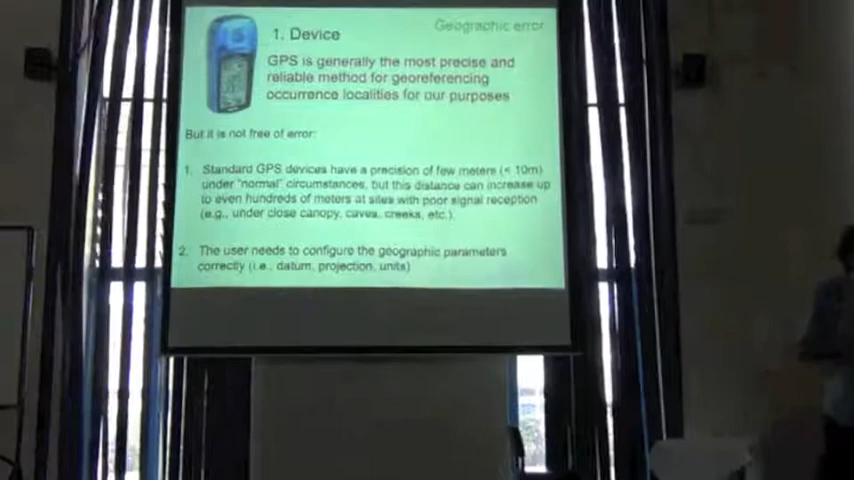 Geographic error
1. Device
GPS is generally the most precise and
reliable method for georeferencing
occurrence localities for our purposes
But it is not free of error:
1. Standard GPS devices have a precision of few meters (< 10m)
under "normal" circumstances, but this distance can increase up
to even hundreds of meters at sites with poor signal reception
(e.g., under close canopy, caves, creeks, etc.).
2. The user needs to configure the geographic parameters
correctly (i.e., datum, projection, units)